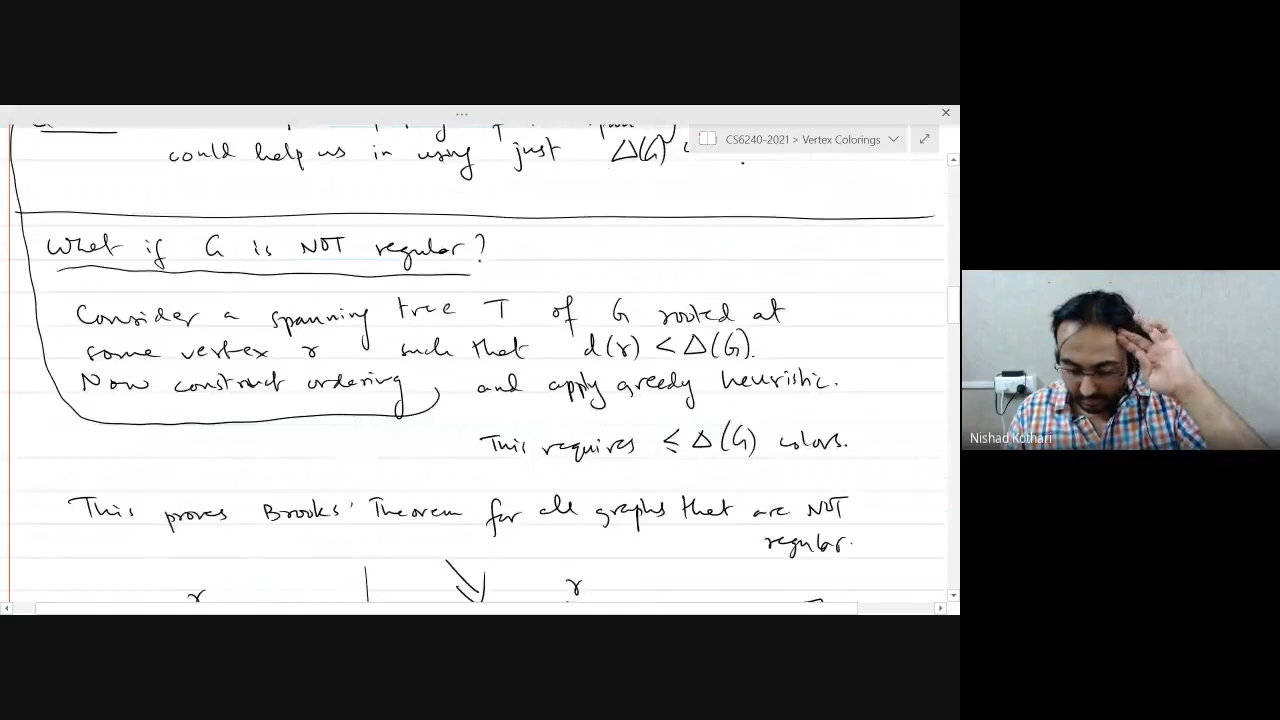 could help us in using just Δ(G)
CS6240-2021 > Vertex Colorings
What if G is NOT regular?
Consider a spanning tree T of G rooted at
some vertex r such that d(r) < Δ(G).
Now construct ordering, and apply greedy heuristic.
This requires ≤ Δ(G) colors.
This proves Brooks' Theorem for all graphs that are NOT
regular.
r
r
Nishad Kothari